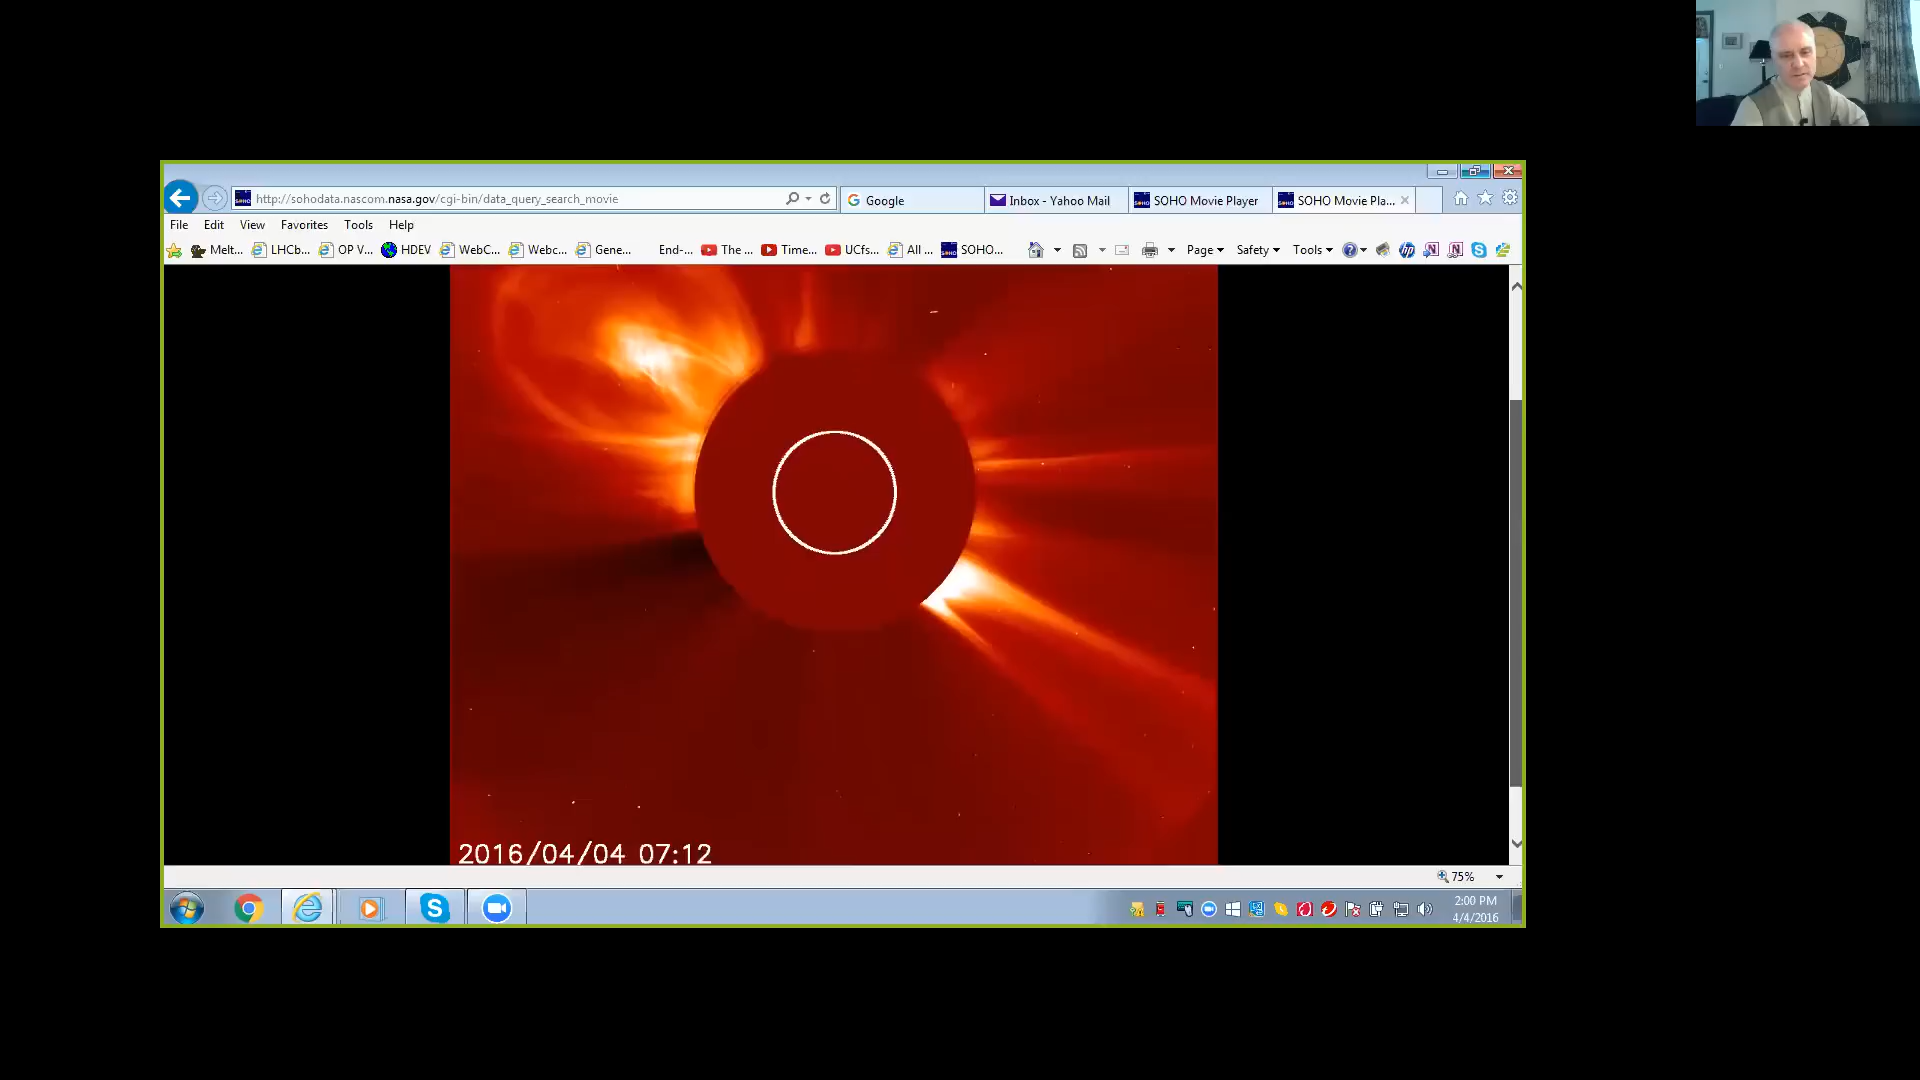 http://sohodata.nascom.nasa.gov/cgi-bin/data_query_search_movie
Google
Inbox - Yahoo Mail
SOHO Movie Player
SOHO Movie Pla...
File Edit View Favorites Tools Help
Melt... LHCb... OP V... HDEV WebC... Webc... Gene... End-... The ... Time... UCfs... All ... SOHO... Page Safety Tools
2016/04/04 07:12
75%
2:00 PM
4/4/2016